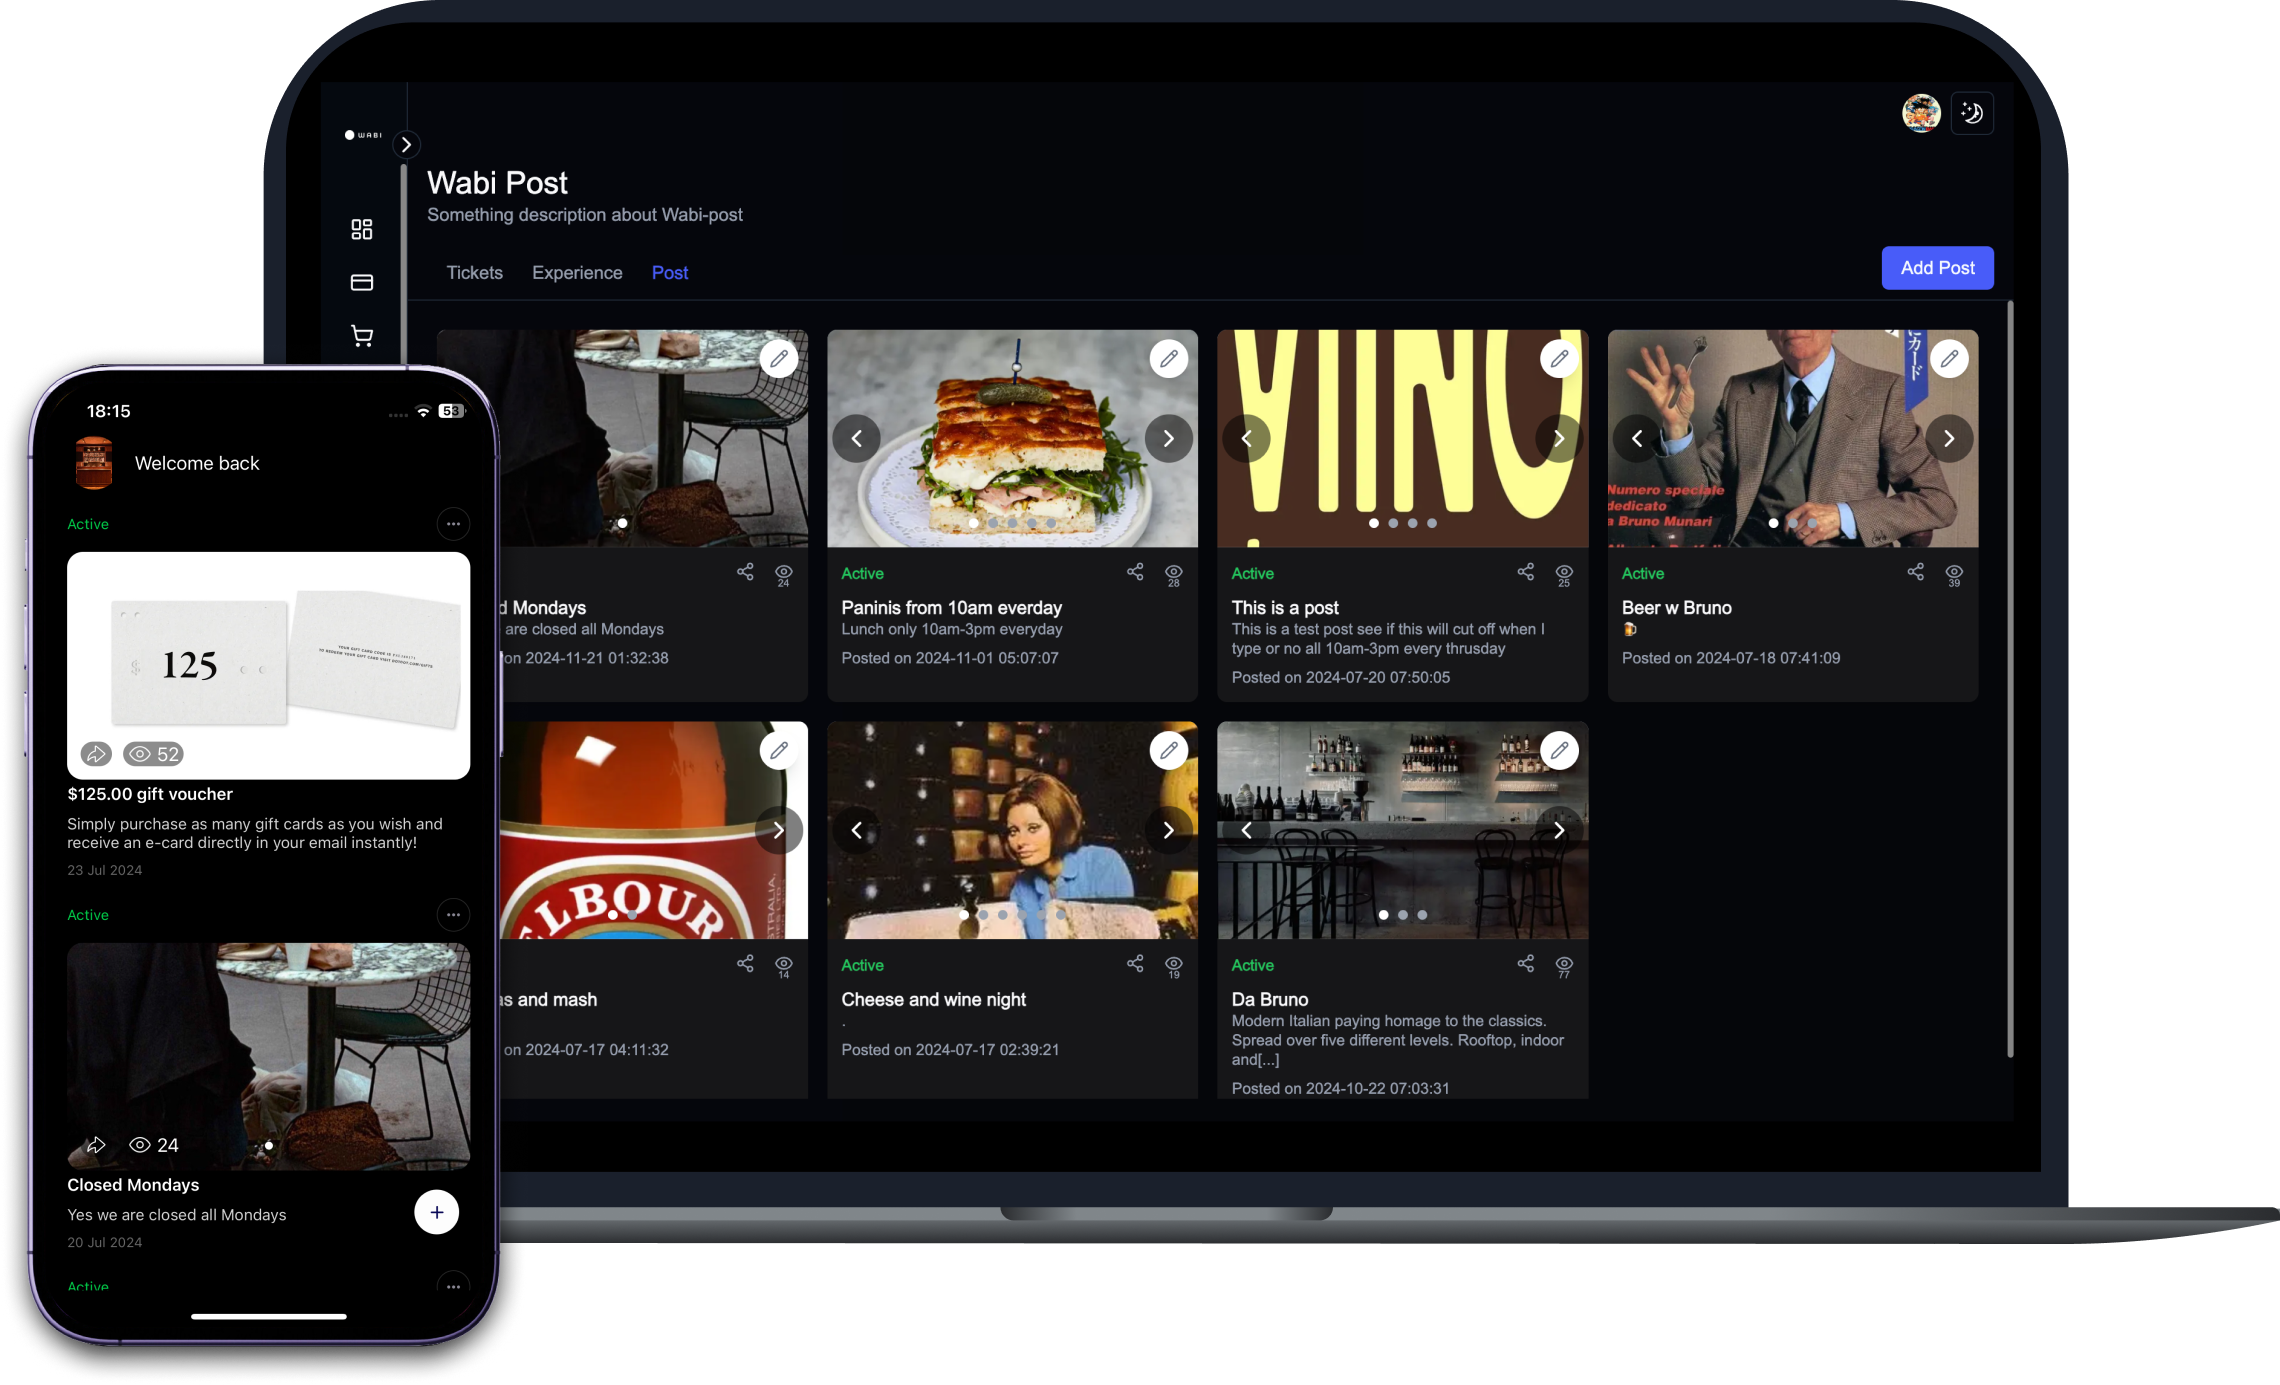 WABI
Wabi Post
Something description about Wabi-post
Tickets
Experience
Post
Add Post
VINO
にカード
Numero speciale
dedicato
a Bruno Munari
24
d Mondays
are closed all Mondays
on 2024-11-21 01:32:38
Active
28
Paninis from 10am everday
Lunch only 10am-3pm everyday
Posted on 2024-11-01 05:07:07
Active
25
This is a post
This is a test post see if this will cut off when I
type or no all 10am-3pm every thrusday
Posted on 2024-07-20 07:50:05
Active
39
Beer w Bruno
🍺
Posted on 2024-07-18 07:41:09
ELBOUR
14
as and mash
on 2024-07-17 04:11:32
Active
19
Cheese and wine night
.
Posted on 2024-07-17 02:39:21
Active
77
Da Bruno
Modern Italian paying homage to the classics.
Spread over five different levels. Rooftop, indoor
and[...]
Posted on 2024-10-22 07:03:31
18:15
53
Welcome back
Active
$ 125
52
$125.00 gift voucher
Simply purchase as many gift cards as you wish and
receive an e-card directly in your email instantly!
23 Jul 2024
Active
24
Closed Mondays
Yes we are closed all Mondays
20 Jul 2024
Active